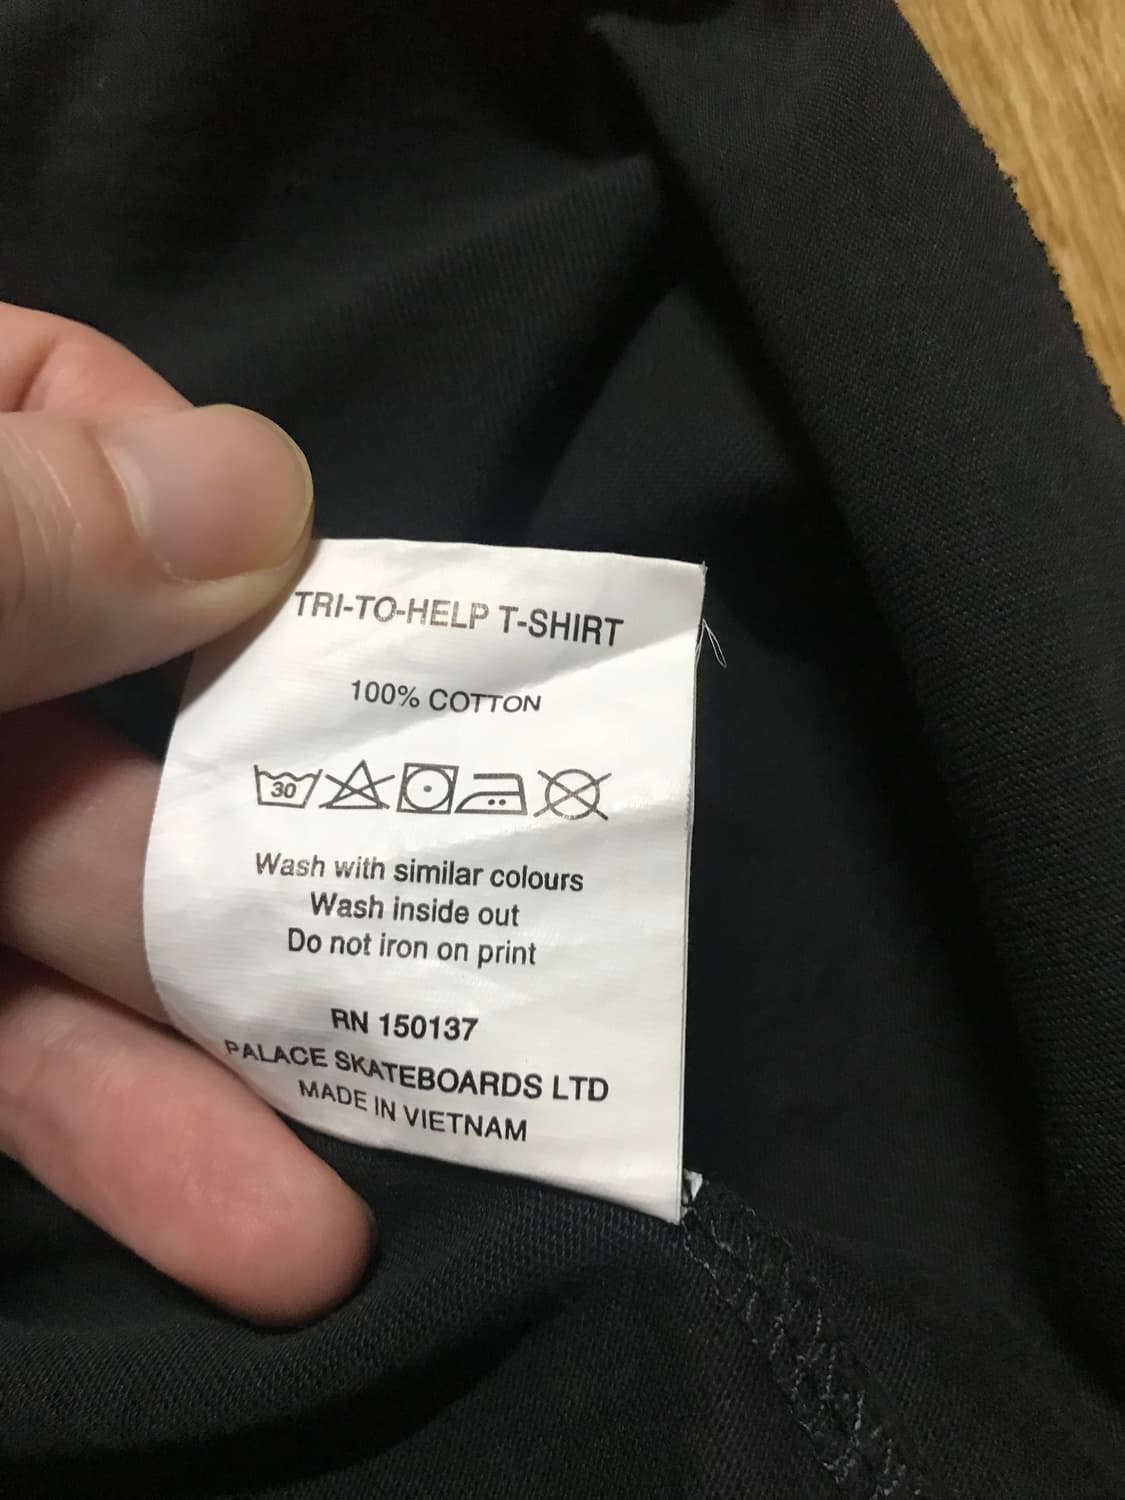 TRI-TO-HELP T-SHIRT
100% COTTON
30
Wash with similar colours
Wash inside out
Do not iron on print
RN 150137
PALACE SKATEBOARDS LTD
MADE IN VIETNAM